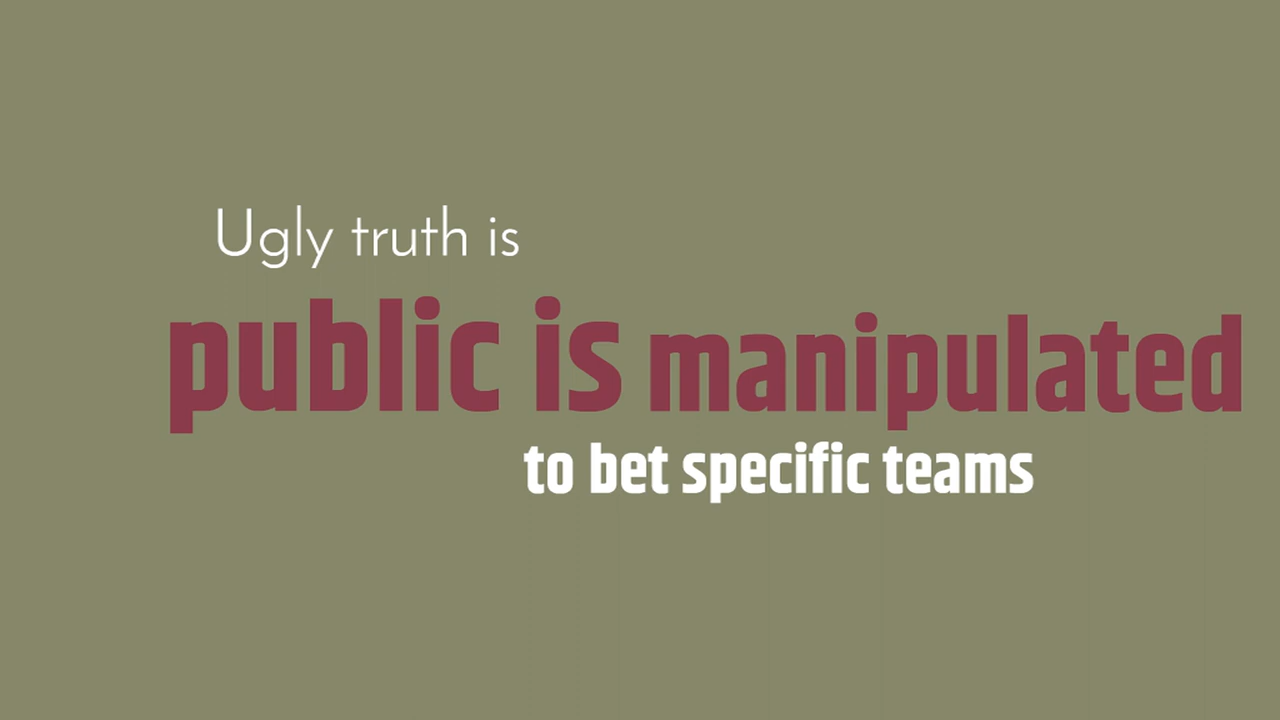 Ugly truth is
public is manipulated
to bet specific teams